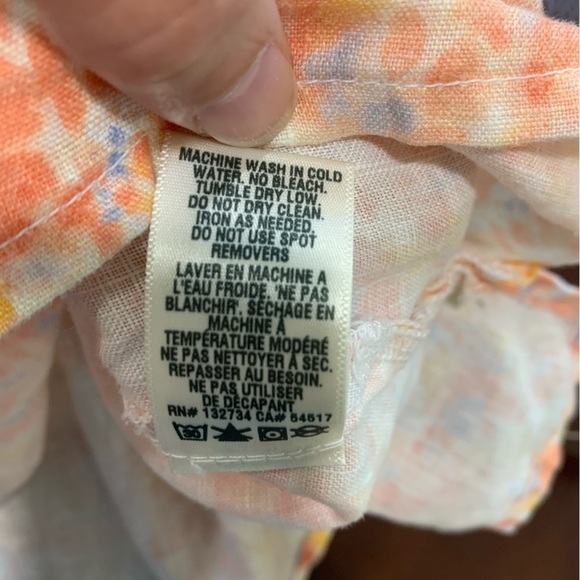 MACHINE WASH IN COLD
WATER. NO BLEACH.
TUMBLE DRY LOW.
DO NOT DRY CLEAN.
IRON AS NEEDED.
DO NOT USE SPOT
REMOVERS
LAVER EN MACHINE A
L'EAU FROIDE. 'NE PAS
BLANCHIR'. SÉCHAGE EN
MACHINE À
TEMPÉRATURE MODÉRÉ
NE PAS NETTOYER À SEC.
REPASSER AU BESOIN.
NE PAS UTILISER
DE DÉCAPANT
RN# 132734 CA# 54517
30